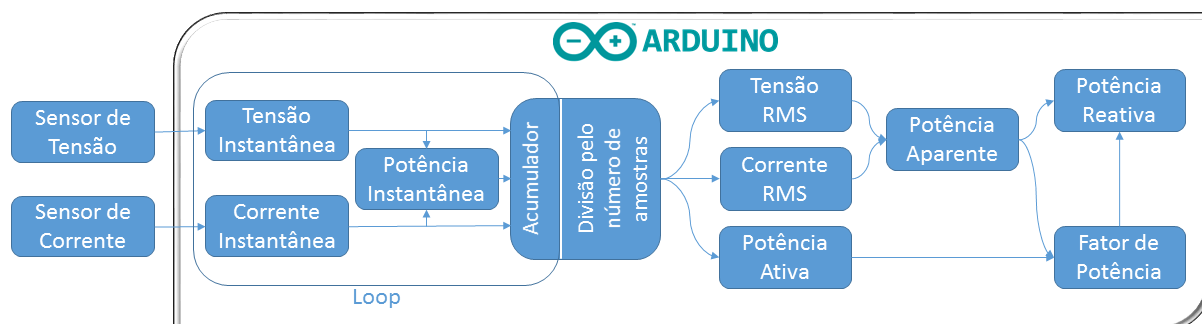 ARDUINO
Sensor de
Tensão
Sensor de
Corrente
Tensão
Instantânea
Potência
Instantânea
Corrente
Instantânea
Loop
Acumulador
Divisão pelo
número de
amostras
Tensão
RMS
Corrente
RMS
Potência
Ativa
Potência
Aparente
Potência
Reativa
Fator de
Potência